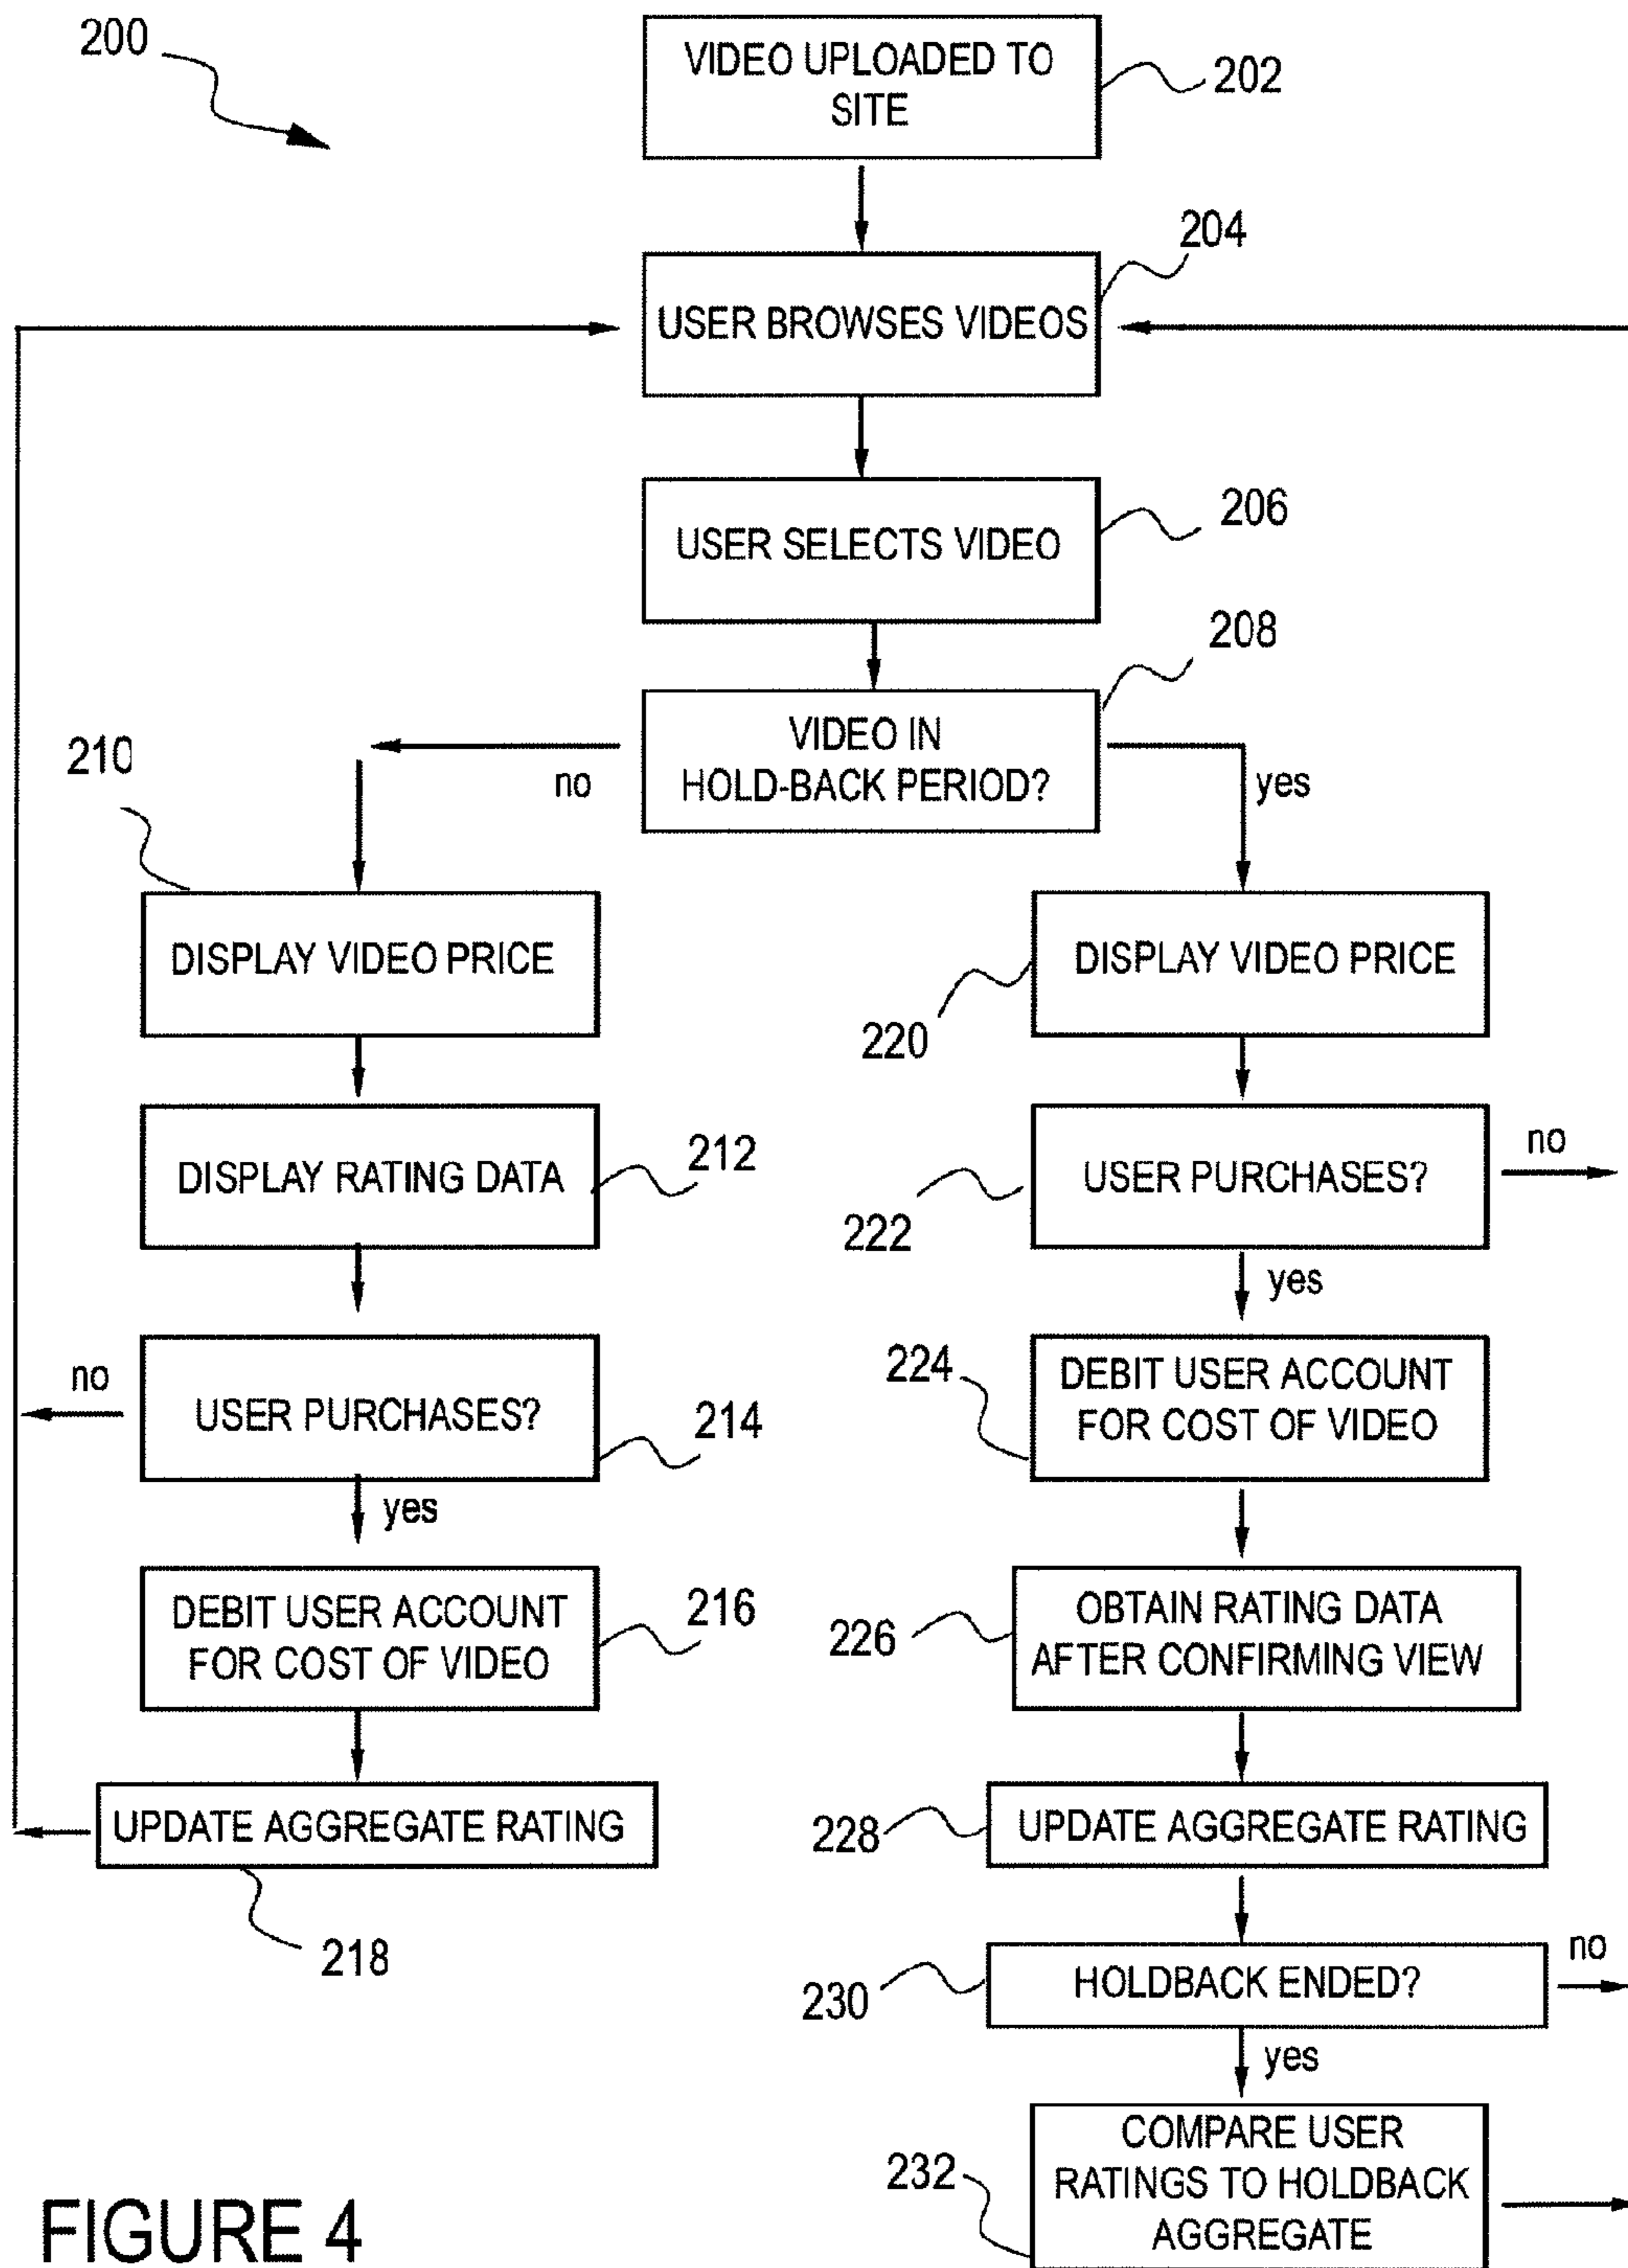 200
VIDEO UPLOADED TO
SITE
202
204
USER BROWSES VIDEOS
206
USER SELECTS VIDEO
208
VIDEO IN
HOLD-BACK PERIOD?
no
yes
210
DISPLAY VIDEO PRICE
DISPLAY RATING DATA
212
USER PURCHASES?
no
214
yes
DEBIT USER ACCOUNT
FOR COST OF VIDEO
216
UPDATE AGGREGATE RATING
218
DISPLAY VIDEO PRICE
220
USER PURCHASES?
no
222
yes
224
DEBIT USER ACCOUNT
FOR COST OF VIDEO
226
OBTAIN RATING DATA
AFTER CONFIRMING VIEW
228
UPDATE AGGREGATE RATING
230
HOLDBACK ENDED?
no
yes
232
COMPARE USER
RATINGS TO HOLDBACK
AGGREGATE
FIGURE 4